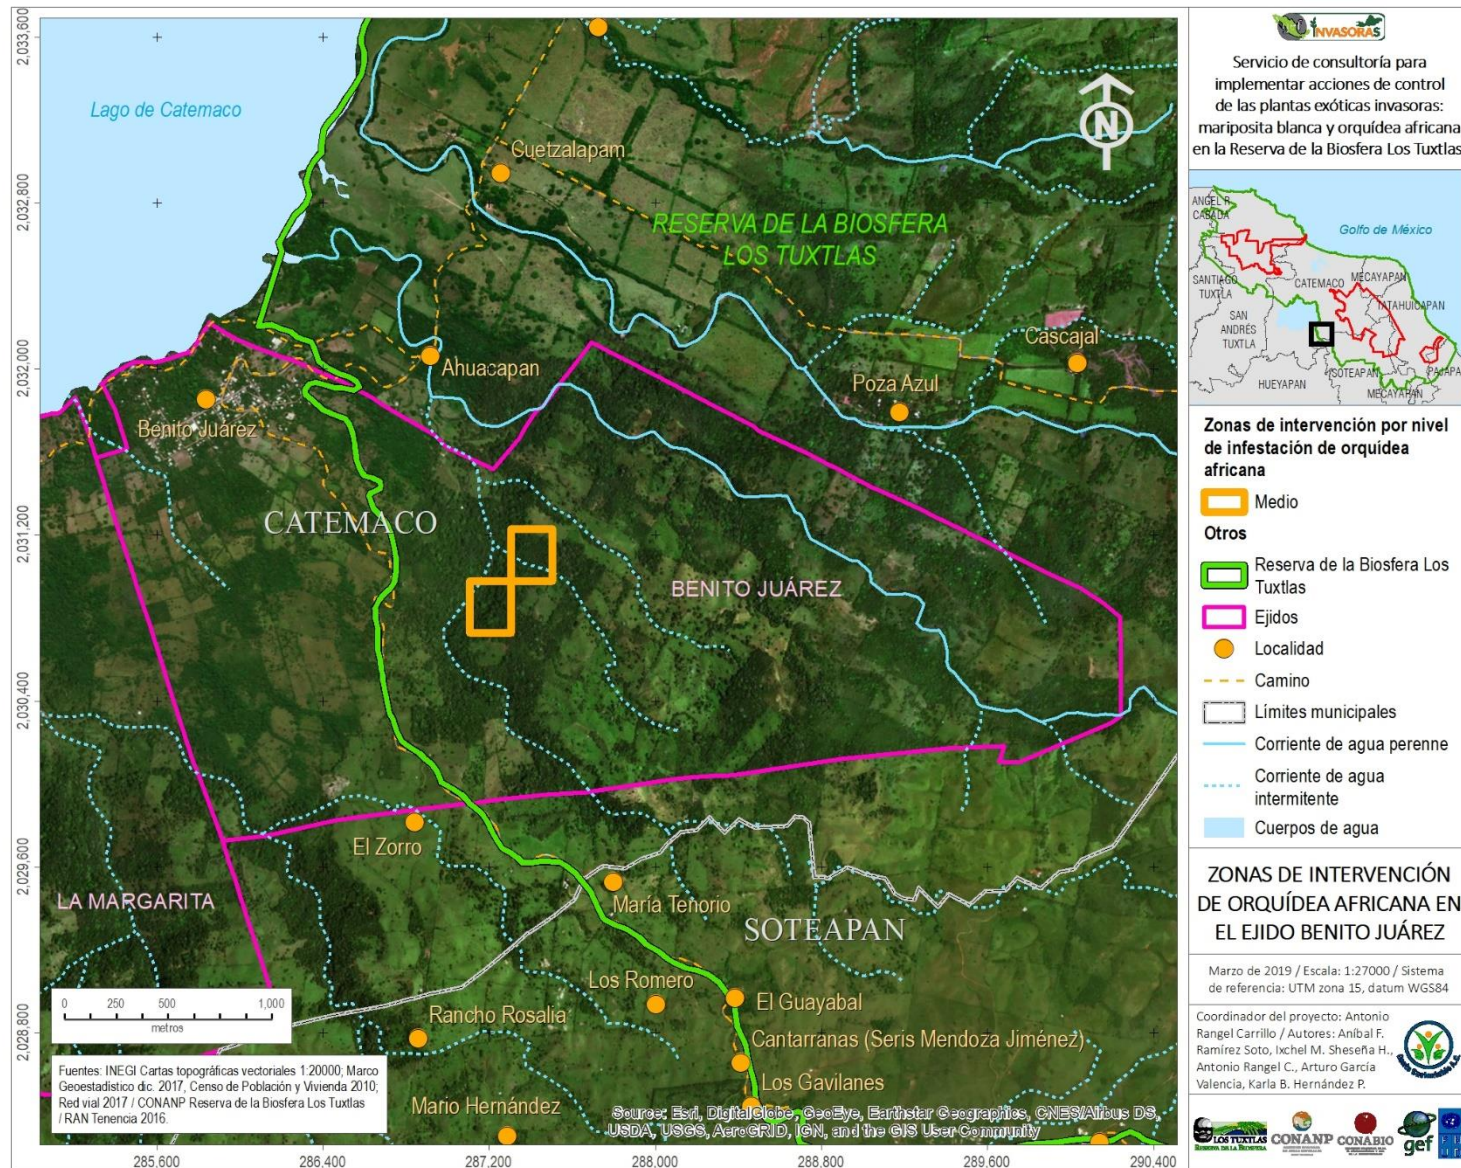 2,033,600
2,032,800
2,032,000
2,031,200
2,030,400
2,029,600
2,028,800
285,600
286,400
287,200
288,000
288,800
289,600
290,400
Lago de Catemaco
Cuetzalapam
RESERVA DE LA BIOSFERA
LOS TUXTLAS
N
Ahuacapan
Cascajal
Poza Azul
Benito Juárez
CATEMACO
BENITO JUÁREZ
El Zorro
LA MARGARITA
María Tenorio
SOTEAPAN
Los Romero
El Guayabal
Rancho Rosalia
Cantarranas (Seris Mendoza Jiménez)
Los Gavilanes
Mario Hernández
0 250 500 1,000
metros
Fuentes: INEGI Cartas topográficas vectoriales 1:20000; Marco
Geoestadístico dic. 2017, Censo de Población y Vivienda 2010;
Red vial 2017 / CONANP Reserva de la Biosfera Los Tuxtlas
/ RAN Tenencia 2016.
Source: Esri, DigitalGlobe, GeoEye, Earthstar Geographics, CNES/Airbus DS,
USDA, USGS, AeroGRID, IGN, and the GIS User Community
INVASORAS
Servicio de consultoría para
implementar acciones de control
de las plantas exóticas invasoras:
mariposita blanca y orquídea africana
en la Reserva de la Biosfera Los Tuxtlas
ANGEL R.
CABADA
Golfo de México
SANTIAGO
TUXTLA
CATEMACO
MECAYAPAN
TATAHUICAPAN
SAN
ANDRÉS
TUXTLA
HUEYAPAN
SOTEAPAN
PAJAPA
MECAYAPAN
Zonas de intervención por nivel
de infestación de orquídea
africana
Medio
Otros
Reserva de la Biosfera Los
Tuxtlas
Ejidos
Localidad
Camino
Límites municipales
Corriente de agua perenne
Corriente de agua
intermitente
Cuerpos de agua
ZONAS DE INTERVENCIÓN
DE ORQUÍDEA AFRICANA EN
EL EJIDO BENITO JUÁREZ
Marzo de 2019 / Escala: 1:27000 / Sistema
de referencia: UTM zona 15, datum WGS84
Coordinador del proyecto: Antonio
Rangel Carrillo / Autores: Aníbal F.
Ramírez Soto, Ixchel M. Sheseña H.,
Antonio Rangel C., Arturo García
Valencia, Karla B. Hernández P.
LOS TUXTLAS
RESERVA DE LA BIOSFERA
CONANP
CONABIO
gef